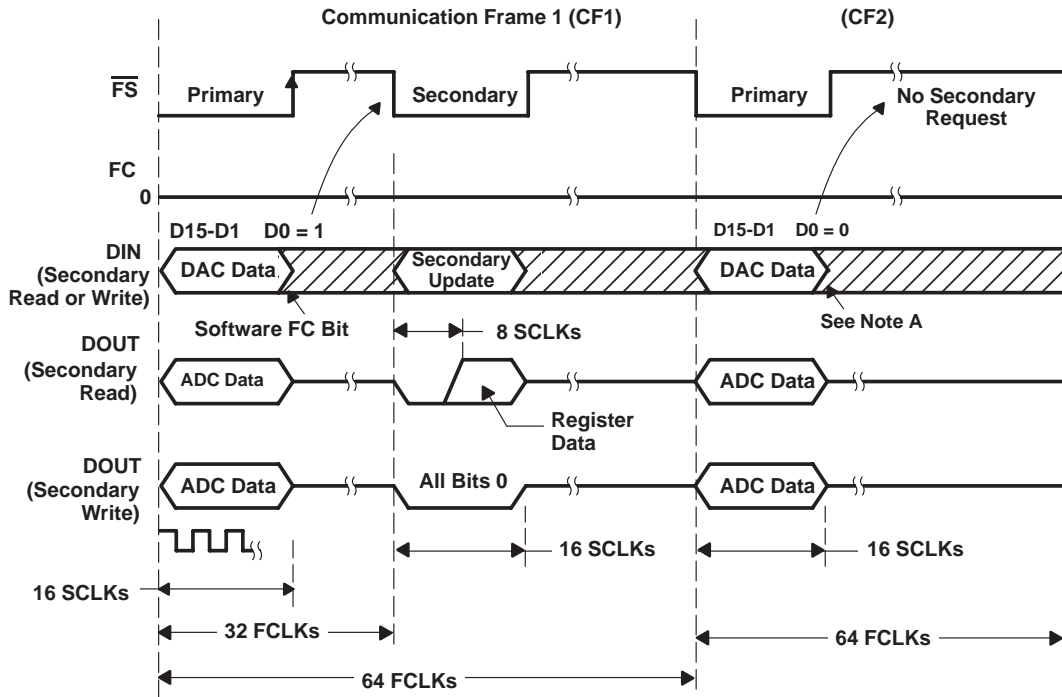 Communication Frame 1 (CF1)
(CF2)
FS
Primary
Secondary
Primary
No Secondary
Request
FC
0
D15-D1 D0 = 1
D15-D1 D0 = 0
DIN
(Secondary
Read or Write)
DAC Data
Secondary
Update
DAC Data
Software FC Bit
8 SCLKs
See Note A
DOUT
(Secondary
Read)
ADC Data
ADC Data
Register
Data
DOUT
(Secondary
Write)
ADC Data
All Bits 0
ADC Data
16 SCLKs
16 SCLKs
16 SCLKs
32 FCLKs
64 FCLKs
64 FCLKs